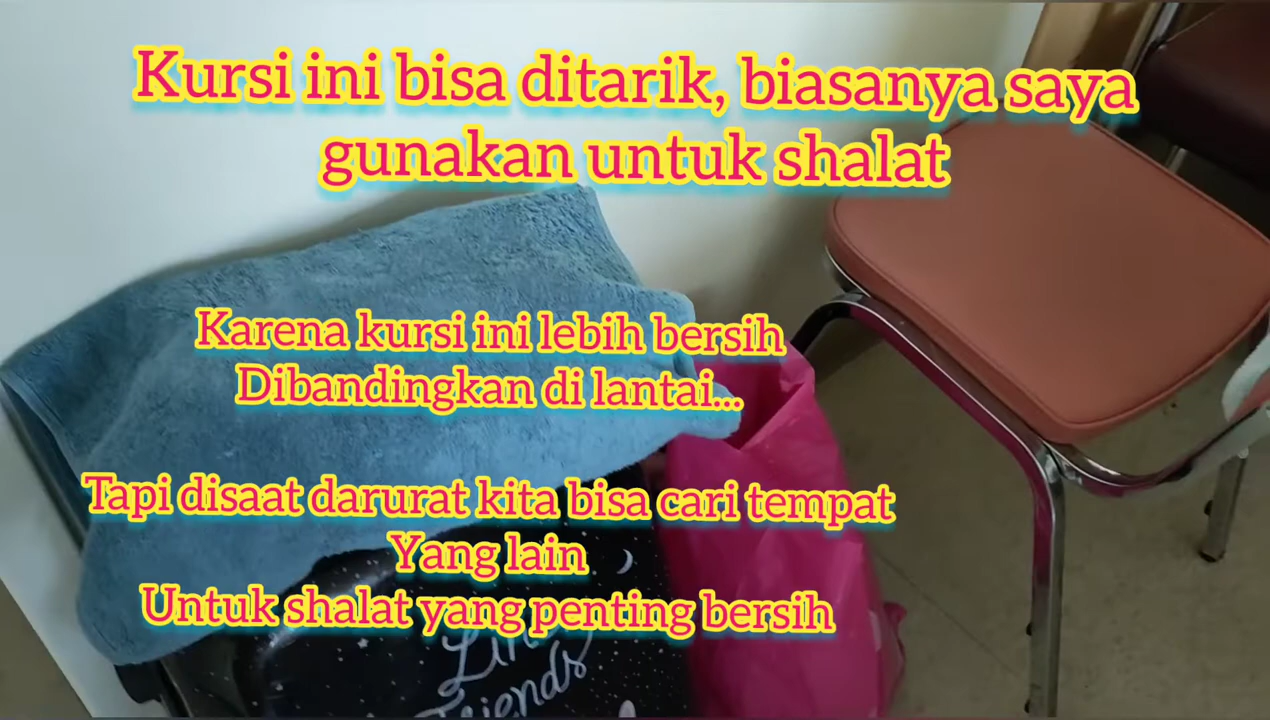 Kursi ini bisa ditarik, biasanya saya
gunakan untuk shalat
Karena kursi ini lebih bersih
Dibandingkan di lantai...
Tapi disaat darurat kita bisa cari tempat
Yang lain
Untuk shalat yang penting bersih